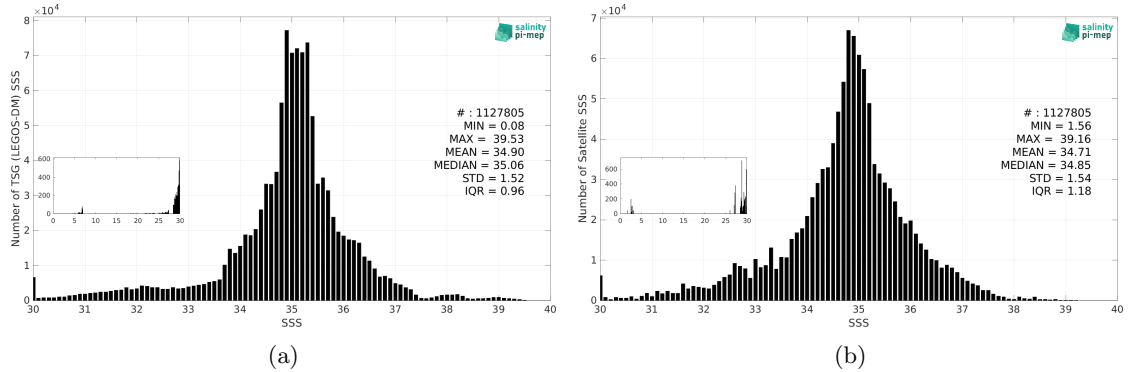 ×10^4
8
7
6
5
4
3
2
1
0
30 31 32 33 34 35 36 37 38 39 40
SSS
Number of TSG (LEGOS-DM) SSS
600
400
200
0
0 5 10 15 20 25 30
salinity
pi-mep
# : 1127805
MIN = 0.08
MAX = 39.53
MEAN = 34.90
MEDIAN = 35.06
STD = 1.52
IQR = 0.96
(a)
×10^4
7
6
5
4
3
2
1
0
30 31 32 33 34 35 36 37 38 39 40
SSS
Number of Satellite SSS
600
400
200
0
0 5 10 15 20 25 30
salinity
pi-mep
# : 1127805
MIN = 1.56
MAX = 39.16
MEAN = 34.71
MEDIAN = 34.85
STD = 1.54
IQR = 1.18
(b)